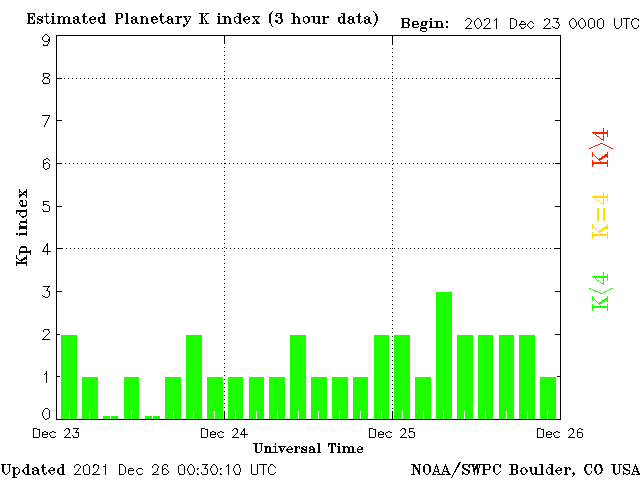 Estimated Planetary K index (3 hour data)
Begin: 2021 Dec 23 0000 UTC
9
8
7
6
5
4
3
2
1
0
Kp index
K>4
K=4
K<4
Dec 23
Dec 24
Dec 25
Dec 26
Universal Time
Updated 2021 Dec 26 00:30:10 UTC
NOAA/SWPC Boulder, CO USA